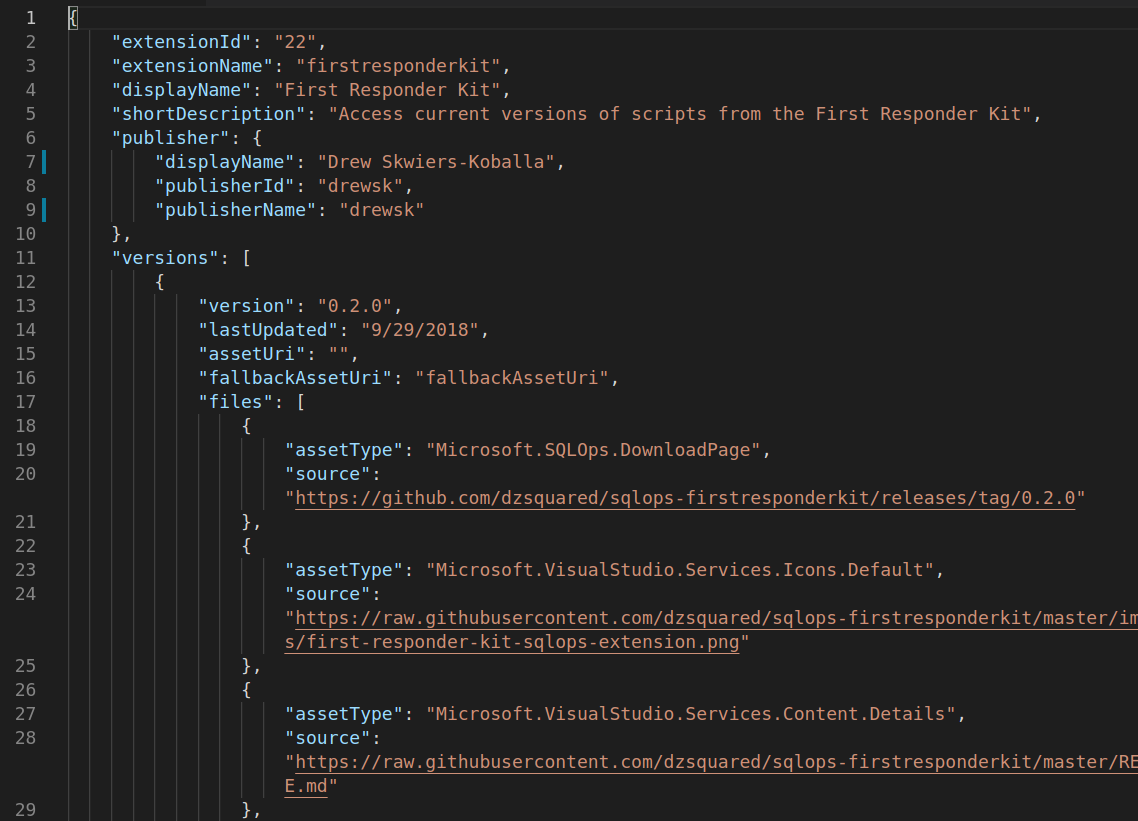 1 {
2 "extensionId": "22",
3 "extensionName": "firstresponderkit",
4 "displayName": "First Responder Kit",
5 "shortDescription": "Access current versions of scripts from the First Responder Kit",
6 "publisher": {
7 "displayName": "Drew Skwiers-Koballa",
8 "publisherId": "drewsk",
9 "publisherName": "drewsk"
10 },
11 "versions": [
12 {
13 "version": "0.2.0",
14 "lastUpdated": "9/29/2018",
15 "assetUri": "",
16 "fallbackAssetUri": "fallbackAssetUri",
17 "files": [
18 {
19 "assetType": "Microsoft.SQLOps.DownloadPage",
20 "source":
"https://github.com/dzsquared/sqlops-firstresponderkit/releases/tag/0.2.0"
21 },
22 {
23 "assetType": "Microsoft.VisualStudio.Services.Icons.Default",
24 "source":
"https://raw.githubusercontent.com/dzsquared/sqlops-firstresponderkit/master/im
s/first-responder-kit-sqlops-extension.png"
25 },
26 {
27 "assetType": "Microsoft.VisualStudio.Services.Content.Details",
28 "source":
"https://raw.githubusercontent.com/dzsquared/sqlops-firstresponderkit/master/RE
E.md"
29 },